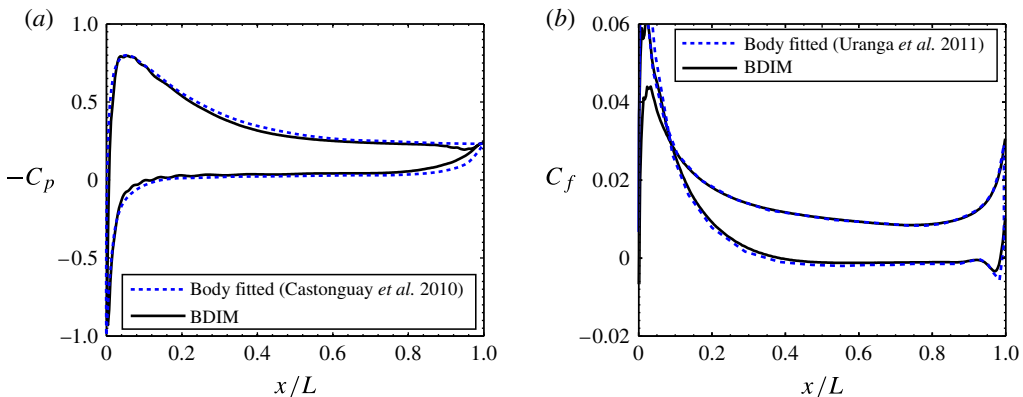 (a)
1.0
0.5
0
−0.5
−1.0
−Cp
0
0.2
0.4
0.6
0.8
1.0
x/L
Body fitted (Castonguay et al. 2010)
BDIM
(b)
0.06
0.04
0.02
0
−0.02
Cf
0
0.2
0.4
0.6
0.8
1.0
x/L
Body fitted (Uranga et al. 2011)
BDIM